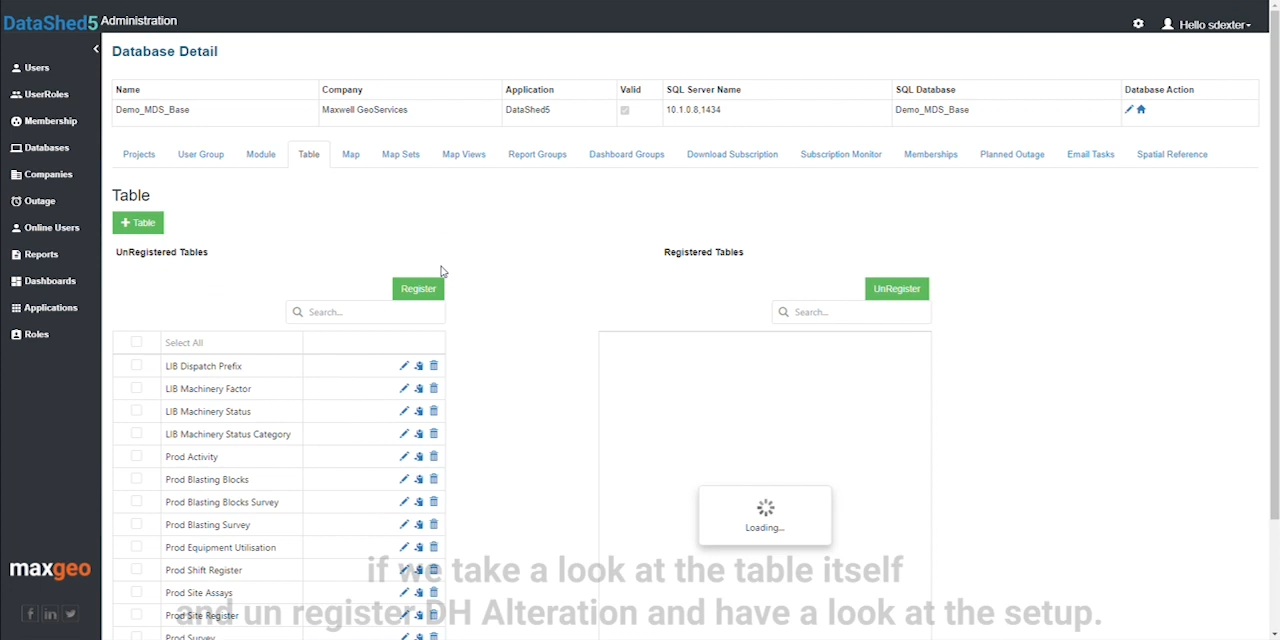 DataShed5 Administration
Hello sdexter
Users
UserRoles
Membership
Databases
Companies
Outage
Online Users
Reports
Dashboards
Applications
Roles
maxgeo
Database Detail
Name Company Application Valid SQL Server Name SQL Database Database Action
Demo_MDS_Base Maxwell GeoServices DataShed5 10.1.0.8,1434 Demo_MDS_Base
Projects User Group Module Table Map Map Sets Map Views Report Groups Dashboard Groups Download Subscription Subscription Monitor Memberships Planned Outage Email Tasks Spatial Reference
Table
+ Table
UnRegistered Tables Registered Tables
Register UnRegister
Search... Search...
Select All
LIB Dispatch Prefix
LIB Machinery Factor
LIB Machinery Status
LIB Machinery Status Category
Prod Activity
Prod Blasting Blocks
Prod Blasting Blocks Survey
Prod Blasting Survey
Prod Equipment Utilisation
Prod Shift Register
Prod Site Assays
Prod Site Register
Prod Survey
Loading...
if we take a look at the table itself
and un register DH Alteration and have a look at the setup.